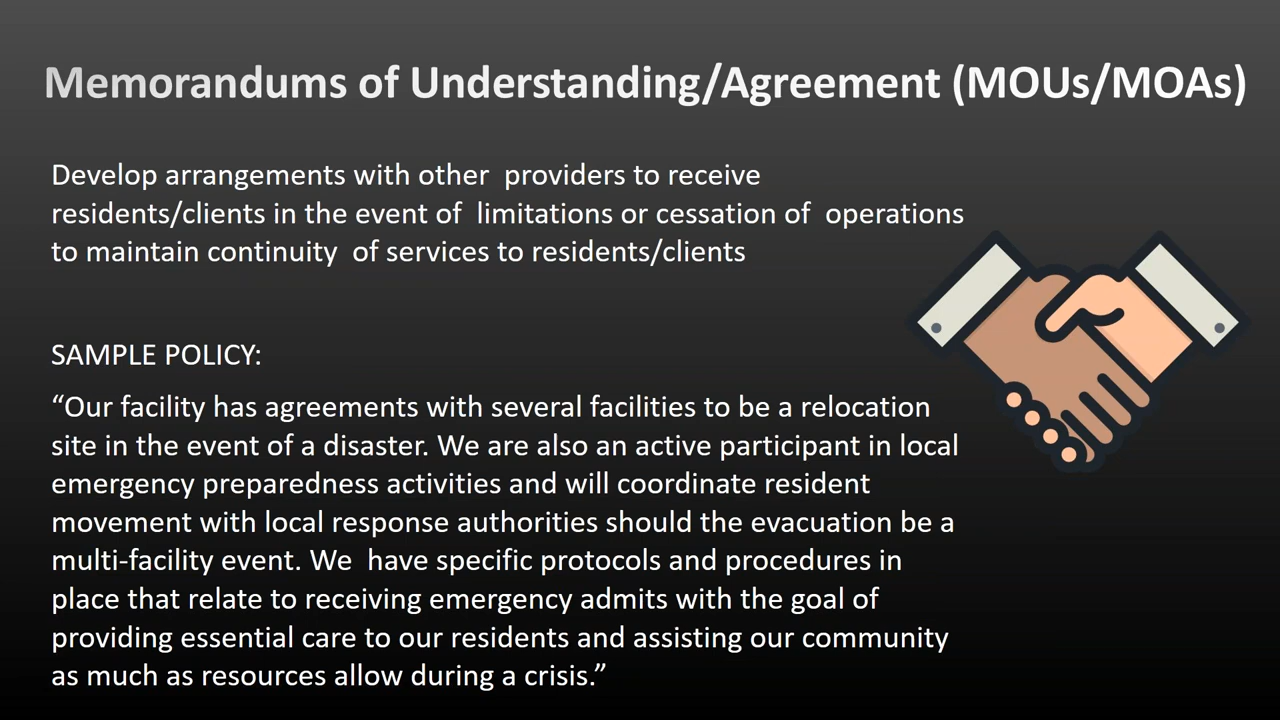 Memorandums of Understanding/Agreement (MOUs/MOAs)
Develop arrangements with other  providers to receive
residents/clients in the event of  limitations or cessation of  operations
to maintain continuity  of services to residents/clients
SAMPLE POLICY:
“Our facility has agreements with several facilities to be a relocation
site in the event of a disaster. We are also an active participant in local
emergency preparedness activities and will coordinate resident
movement with local response authorities should the evacuation be a
multi-facility event. We  have specific protocols and procedures in
place that relate to receiving emergency admits with the goal of
providing essential care to our residents and assisting our community
as much as resources allow during a crisis.”